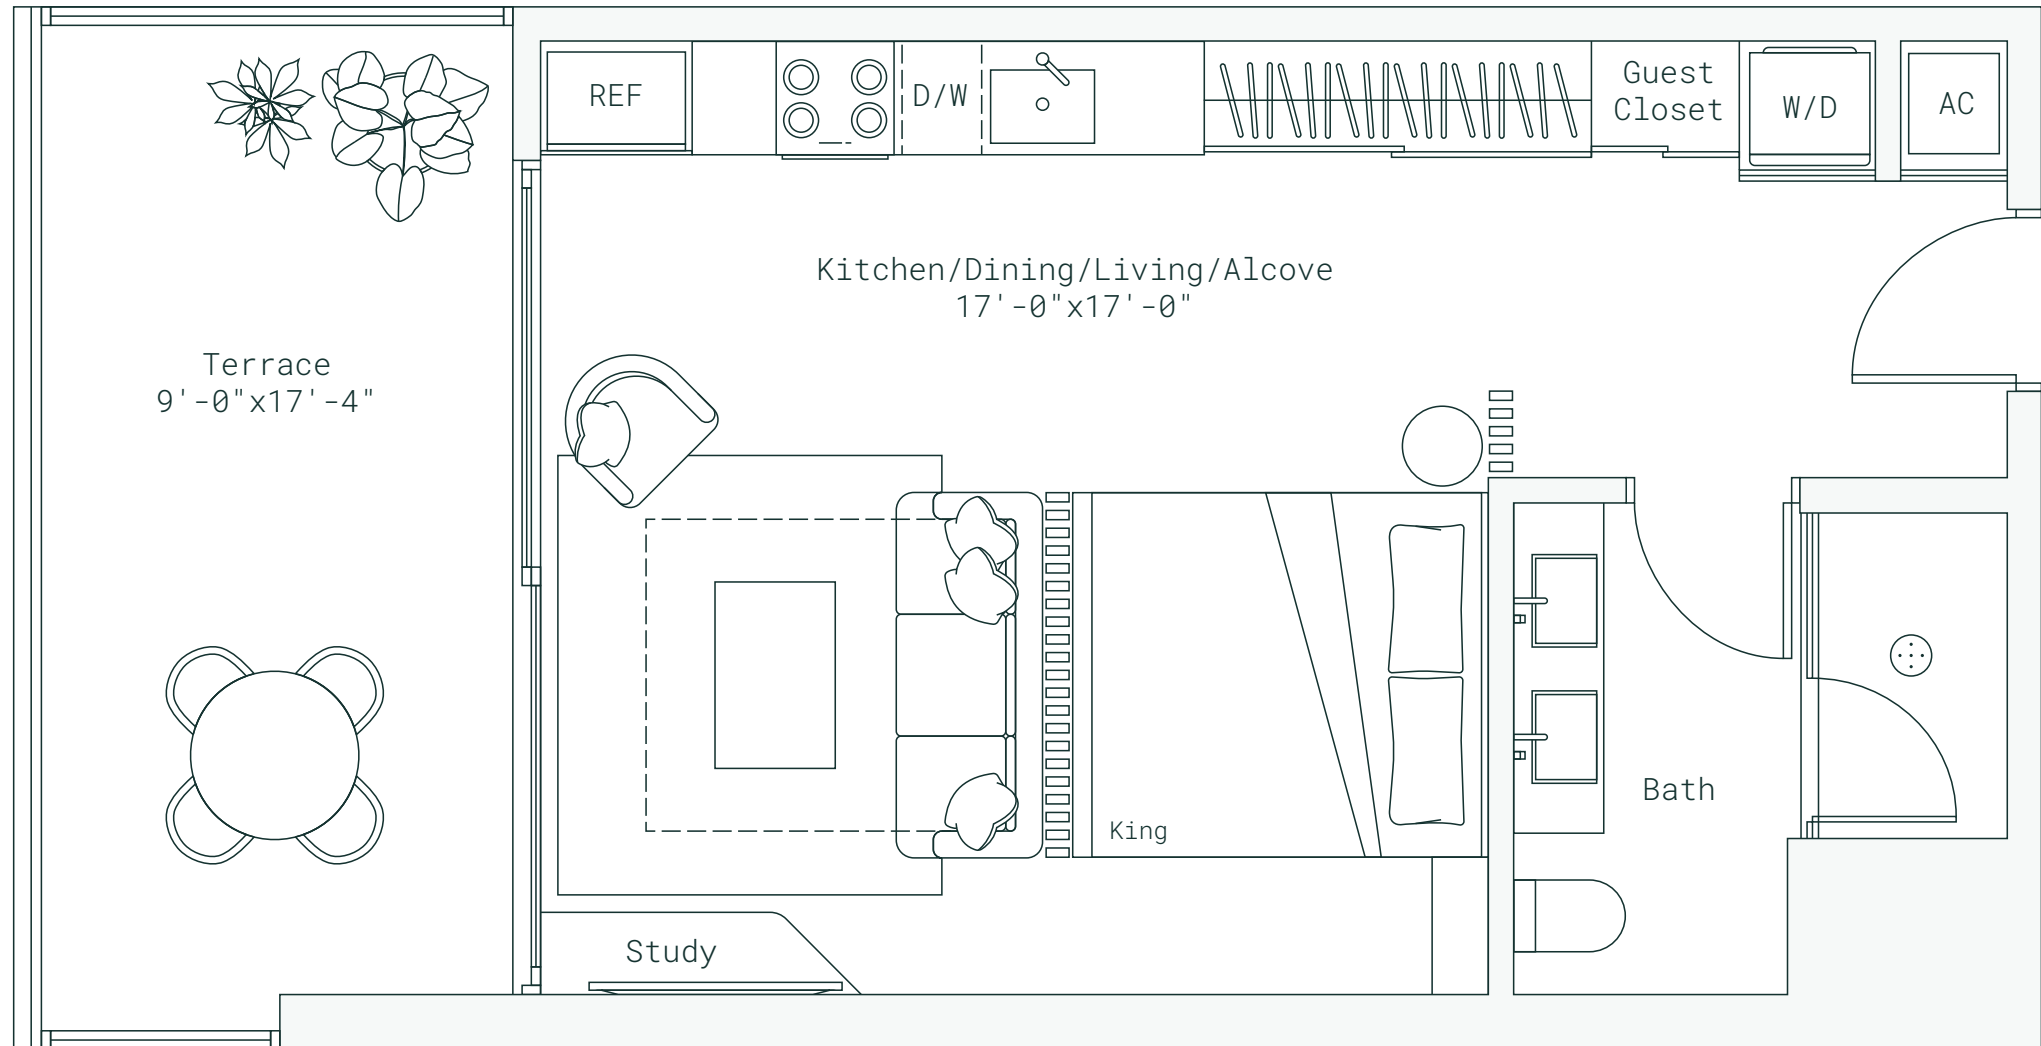 REF
D/W
Guest
Closet
W/D
AC
Kitchen/Dining/Living/Alcove
17'-0"x17'-0"
Terrace
9'-0"x17'-4"
Bath
King
Study